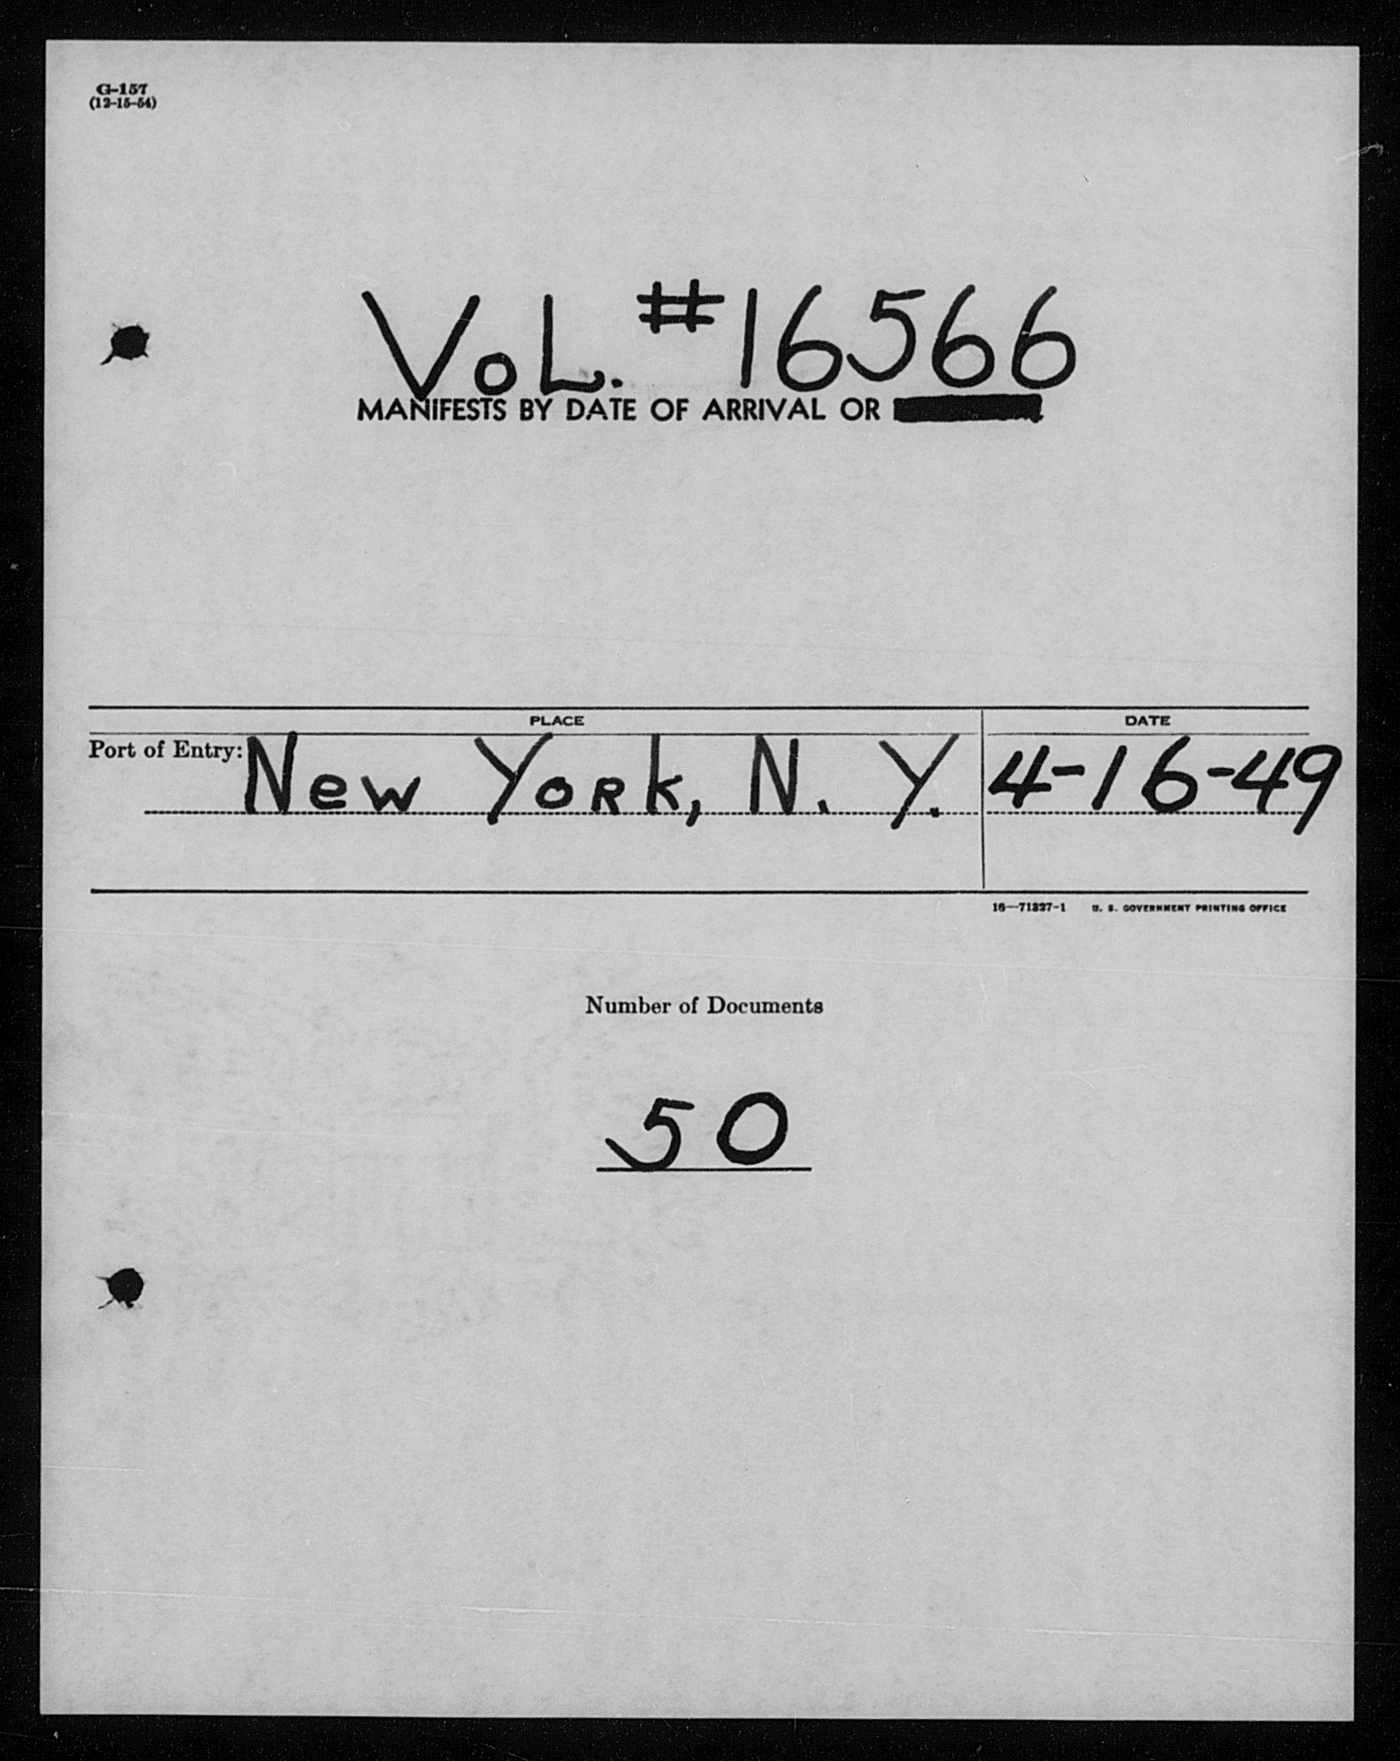 G-157
(12-15-54)
VoL. #16566
MANIFESTS BY DATE OF ARRIVAL OR
PLACE DATE
Port of Entry: New York, N. Y. 4-16-49
16—71327-1 U. S. GOVERNMENT PRINTING OFFICE
Number of Documents
50